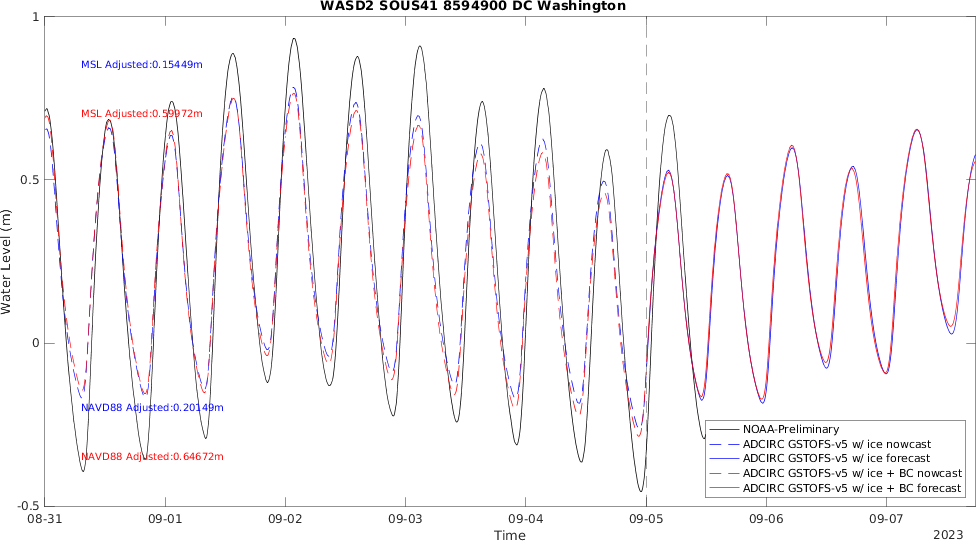 WASD2 SOUS41 8594900 DC Washington
1
MSL Adjusted:0.15449m
MSL Adjusted:0.59972m
0.5
Water Level (m)
0
NAVD88 Adjusted:0.20149m
NAVD88 Adjusted:0.64672m
NOAA-Preliminary
ADCIRC GSTOFS-v5 w/ ice nowcast
ADCIRC GSTOFS-v5 w/ ice forecast
ADCIRC GSTOFS-v5 w/ ice + BC nowcast
ADCIRC GSTOFS-v5 w/ ice + BC forecast
-0.5
08-31 09-01 09-02 09-03 09-04 09-05 09-06 09-07
Time 2023